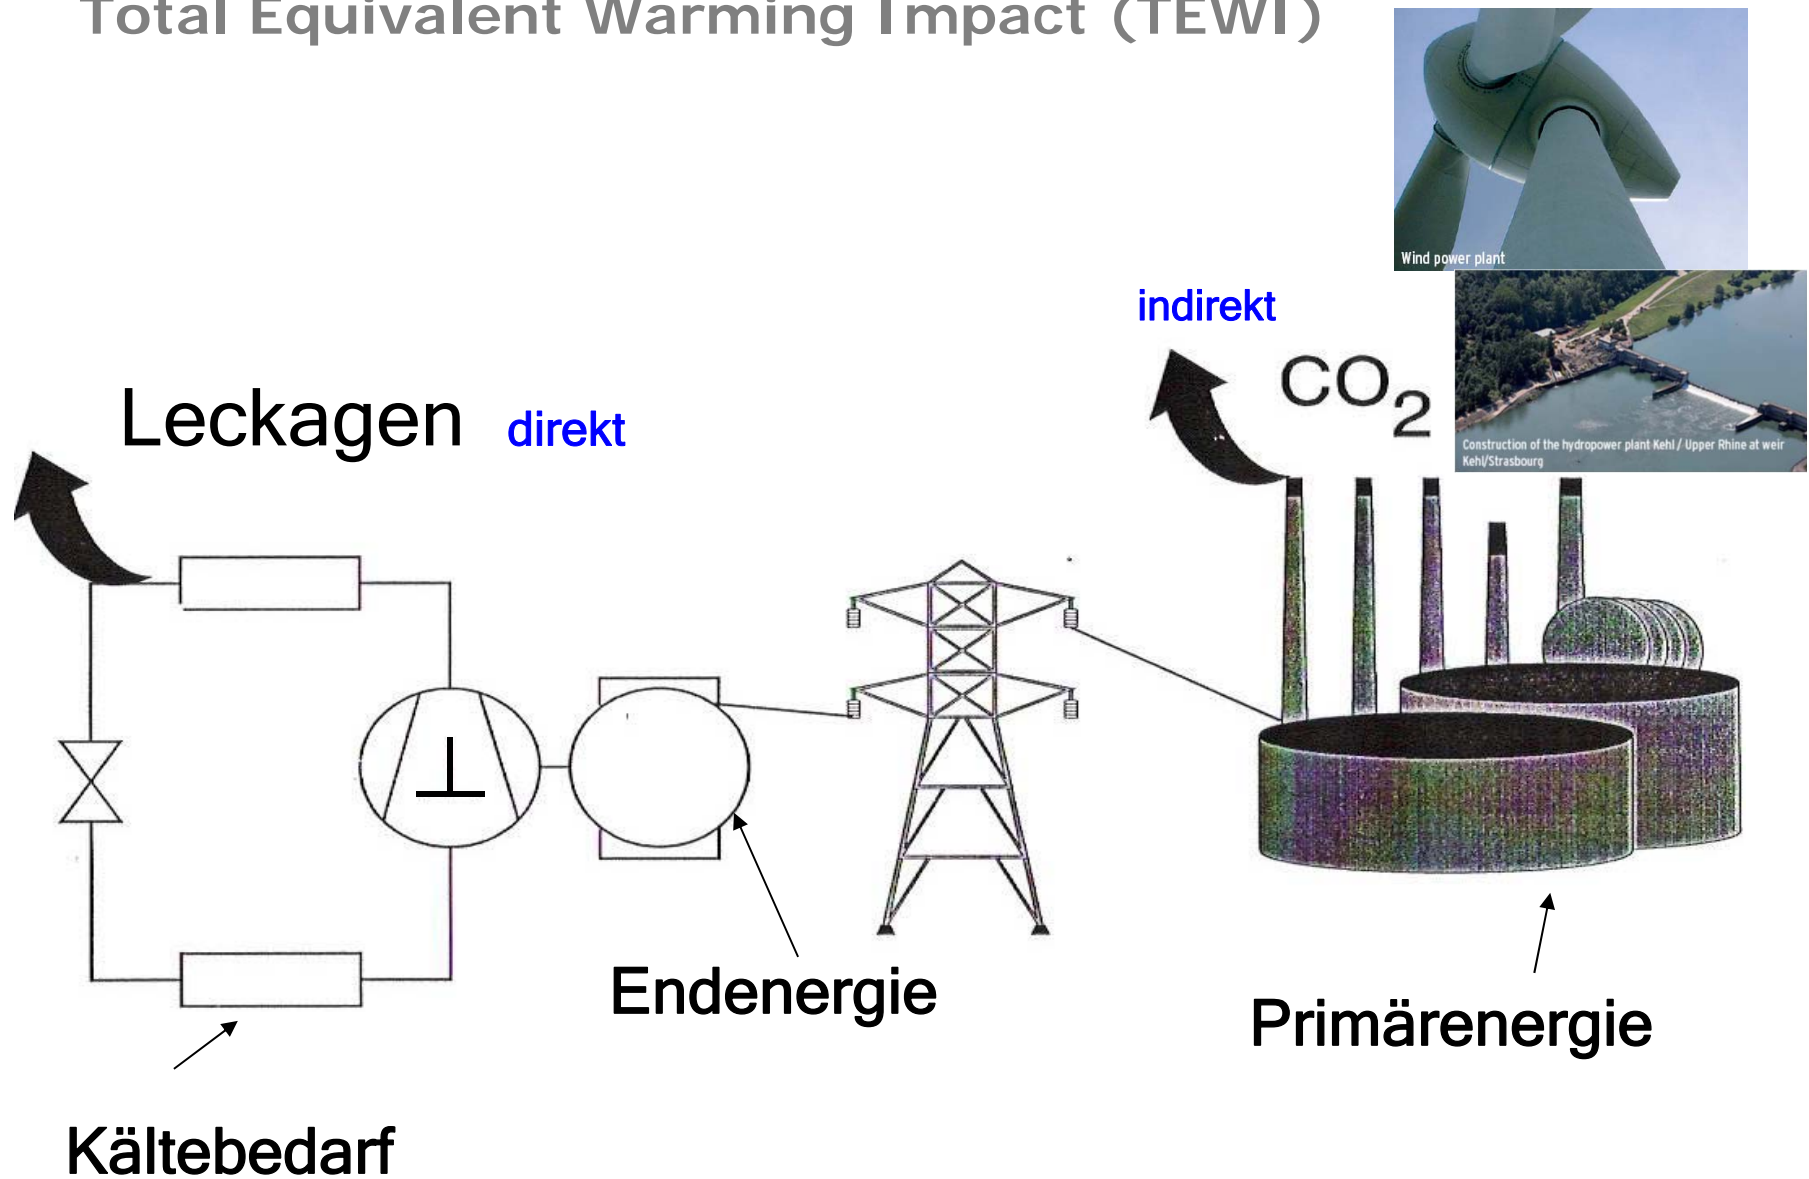 Total Equivalent Warming Impact (TEWI)
Wind power plant
indirekt
CO₂
Construction of the hydropower plant Kehl / Upper Rhine at weir
Kehl/Strasbourg
Leckagen direkt
Endenergie
Primärenergie
Kältebedarf